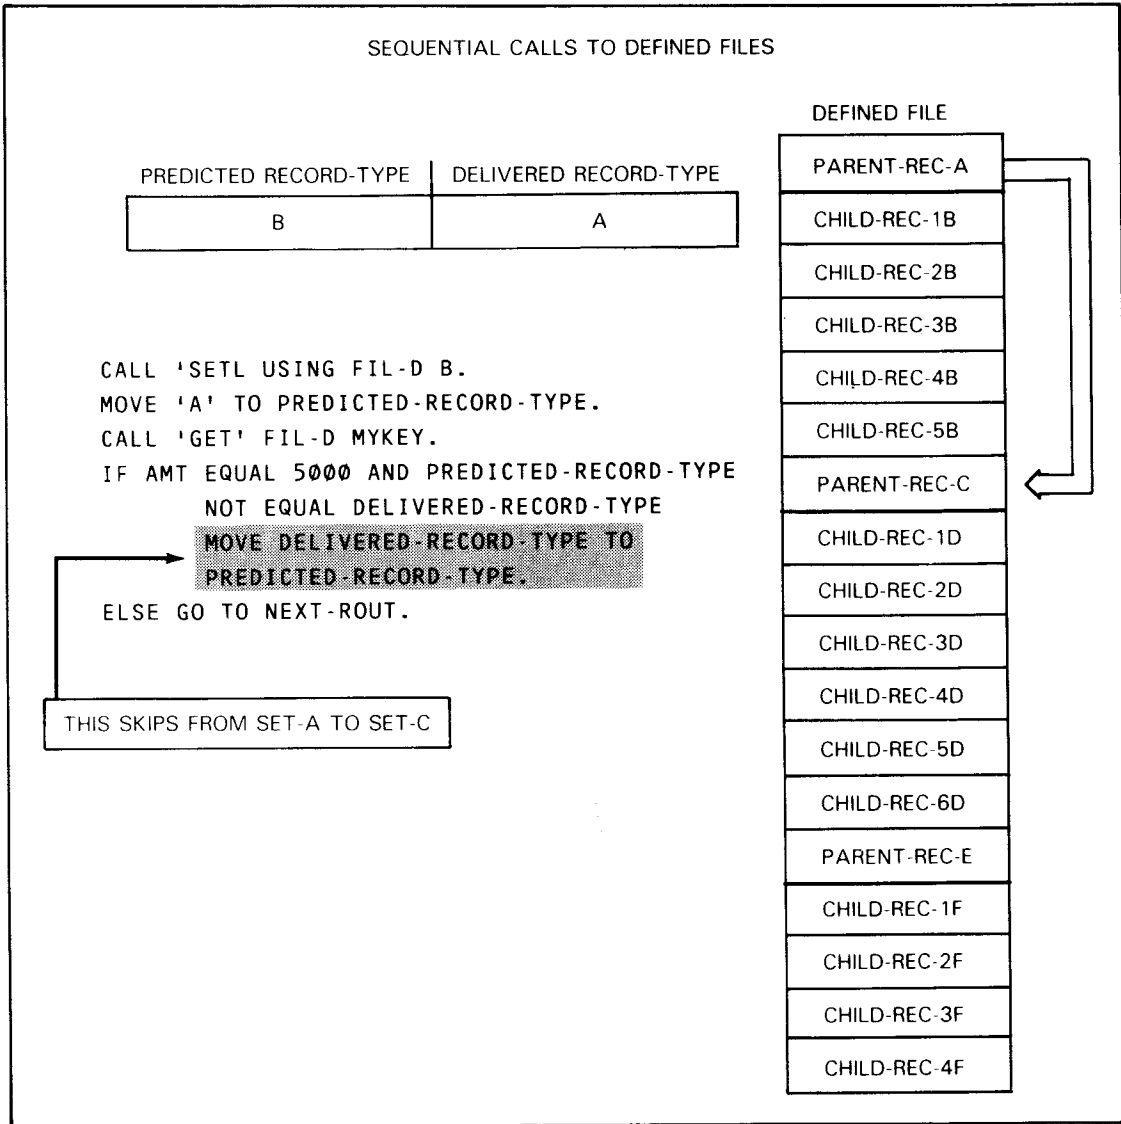 SEQUENTIAL CALLS TO DEFINED FILES
PREDICTED RECORD-TYPE DELIVERED RECORD-TYPE
B A
CALL 'SETL USING FIL-D B.
MOVE 'A' TO PREDICTED-RECORD-TYPE.
CALL 'GET' FIL-D MYKEY.
IF AMT EQUAL 5000 AND PREDICTED-RECORD-TYPE
NOT EQUAL DELIVERED-RECORD-TYPE
MOVE DELIVERED-RECORD-TYPE TO
PREDICTED-RECORD-TYPE.
ELSE GO TO NEXT-ROUT.
THIS SKIPS FROM SET-A TO SET-C
DEFINED FILE
PARENT-REC-A
CHILD-REC-1B
CHILD-REC-2B
CHILD-REC-3B
CHILD-REC-4B
CHILD-REC-5B
PARENT-REC-C
CHILD-REC-1D
CHILD-REC-2D
CHILD-REC-3D
CHILD-REC-4D
CHILD-REC-5D
CHILD-REC-6D
PARENT-REC-E
CHILD-REC-1F
CHILD-REC-2F
CHILD-REC-3F
CHILD-REC-4F